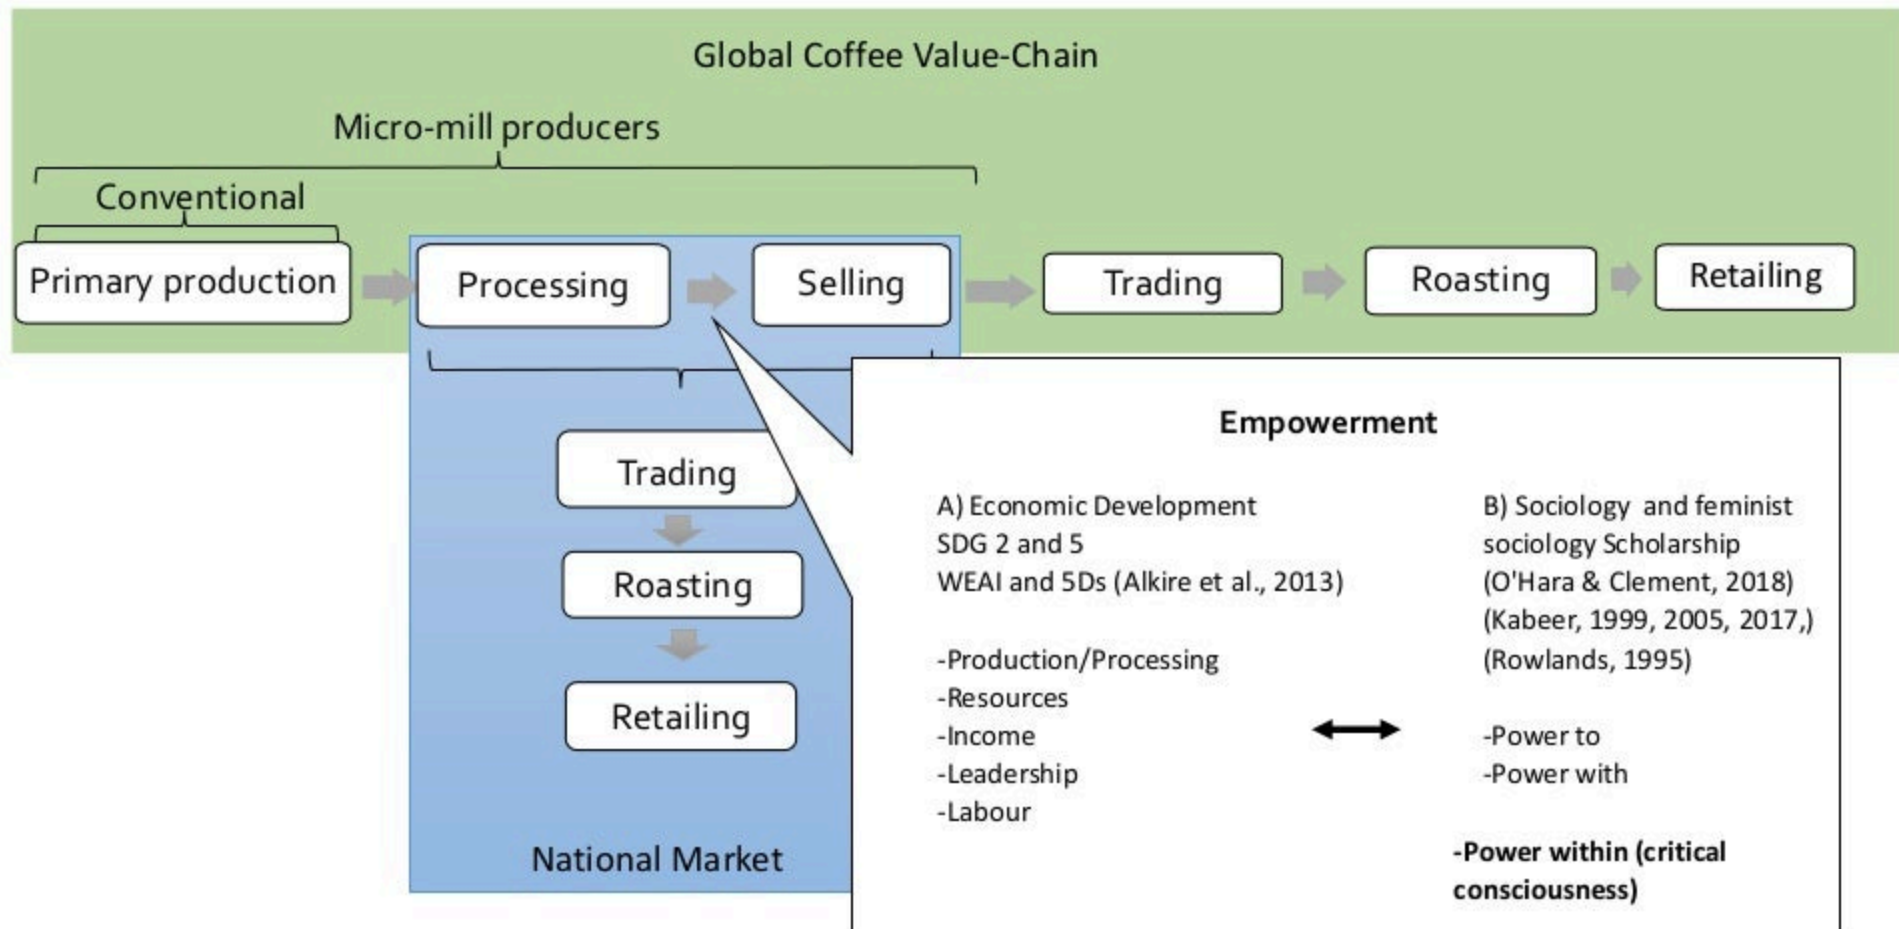 Global Coffee Value-Chain
Micro-mill producers
Conventional
Primary production
Processing
Selling
Trading
Roasting
Retailing
Trading
Roasting
Retailing
National Market
Empowerment
A) Economic Development
SDG 2 and 5
WEAI and 5Ds (Alkire et al., 2013)
-Production/Processing
-Resources
-Income
-Leadership
-Labour
B) Sociology and feminist
sociology Scholarship
(O'Hara & Clement, 2018)
(Kabeer, 1999, 2005, 2017,)
(Rowlands, 1995)
-Power to
-Power with
-Power within (critical
consciousness)